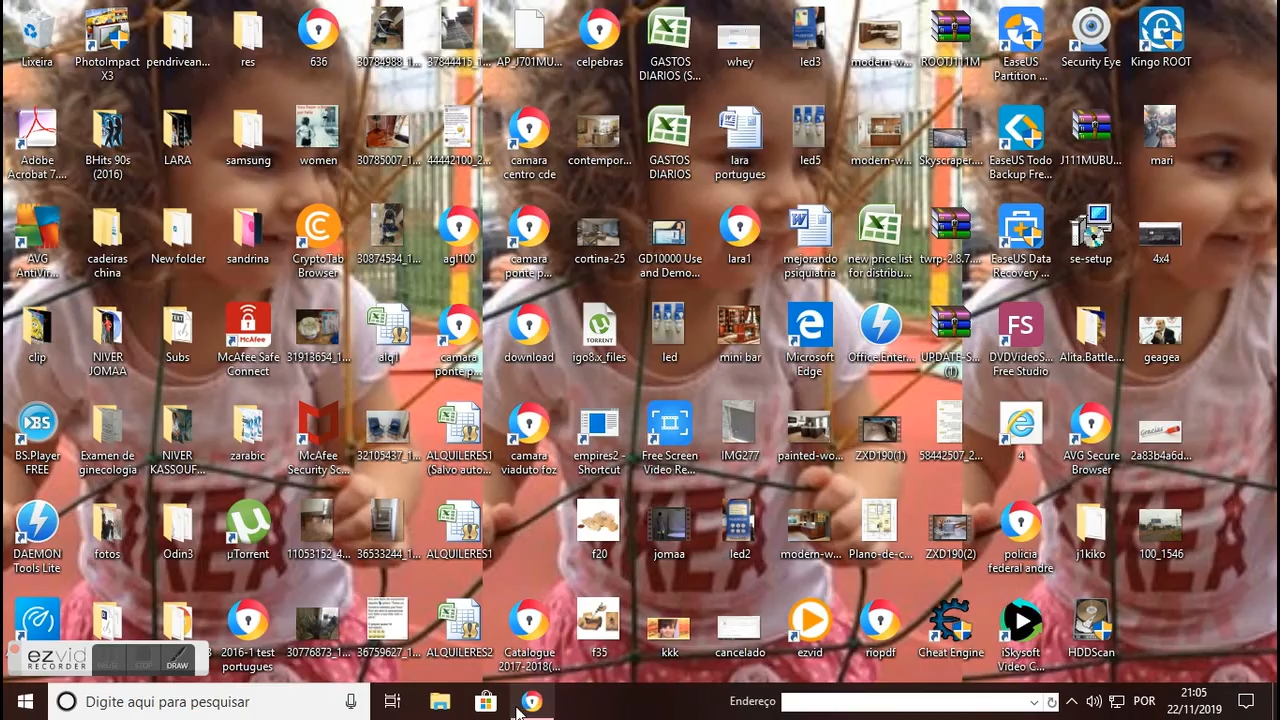 Lixeira
PhotoImpact
X3
pendrivean...
res
636
30784988_1...
37844415_1...
AP_J701MU...
celpebras
GASTOS
DIARIOS (S...
whey
led3
modern-w...
ROOTJ111M
EaseUS
Partition ...
Security Eye
Kingo ROOT
Adobe
Acrobat 7....
BHits 90s
(2016)
LARA
samsung
women
30785007_1...
44442100_2...
camara
centro cde
contempor...
GASTOS
DIARIOS
lara
portugues
led5
modern-w...
Skyscraper....
EaseUS Todo
Backup Fre...
J111MUBU...
mari
AVG
AntiVir...
cadeiras
china
New folder
sandrina
CryptoTab
Browser
30874534_1...
agl100
camara
ponte p...
cortina-25
GD10000 Use
and Demo...
lara1
mejorando
psiquiatria
new price list
for distribu...
twrp-2.8.7....
EaseUS Data
Recovery ...
se-setup
4x4
clip
NIVER
JOMAA
Subs
McAfee Safe
Connect
31913654_1...
alq1
camara
ponte p...
download
igo8.x_files
led
mini bar
Microsoft
Edge
Office.Enter...
UPDATE-S...
(1)
DVDVideoS...
Free Studio
Alita.Battle....
geagea
BS.Player
FREE
Examen de
ginecologia
NIVER
KASSOUF...
zarabic
McAfee
Security Sc...
32105437_1...
ALQUILERES1
(Salvo auto...
camara
viaduto foz
empires2 -
Shortcut
Free Screen
Video Re...
IMG277
painted-wo...
ZXD190(1)
58442507_2...
4
AVG Secure
Browser
2a83b4a6d...
DAEMON
Tools Lite
fotos
Odin3
µTorrent
11053152_4...
36533244_1...
ALQUILERES1
f20
jomaa
led2
modern-w...
Plano-de-c...
ZXD190(2)
policia
federal andre
j1kiko
100_1546
2016-1 test
portugues
30776873_1...
36759627_1...
ALQUILERES2
Catalogue
2017-2018(...
f35
kkk
cancelado
ezvid
riopdf
Cheat Engine
iSkysoft
Video C...
HDDScan
ezvid
RECORDER
PAUSE
STOP
DRAW
Digite aqui para pesquisar
Endereço
POR
21:05
22/11/2019